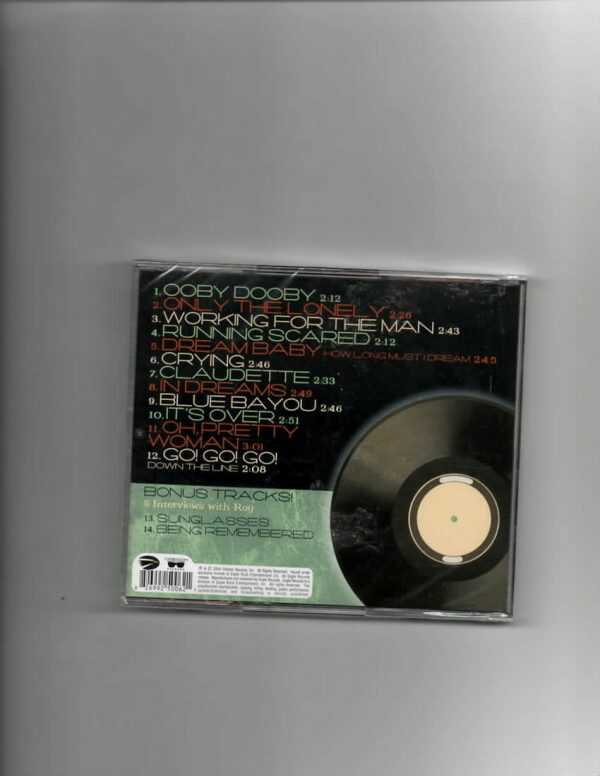 1. OOBY DOOBY 2:12
2. ONLY THE LONELY 2:26
3. WORKING FOR THE MAN 2:43
4. RUNNING SCARED 2:12
5. DREAM BABY HOW LONG MUST I DREAM 2:45
6. CRYING 2:46
7. CLAUDETTE 2:33
8. IN DREAMS 2:49
9. BLUE BAYOU 2:46
10. IT'S OVER 2:51
11. OH, PRETTY
WOMAN 3:01
12. GO! GO! GO!
DOWN THE LINE 2:08
BONUS TRACKS!
Interviews with Roy
13. SUNGLASSES
14. BEING REMEMBERED